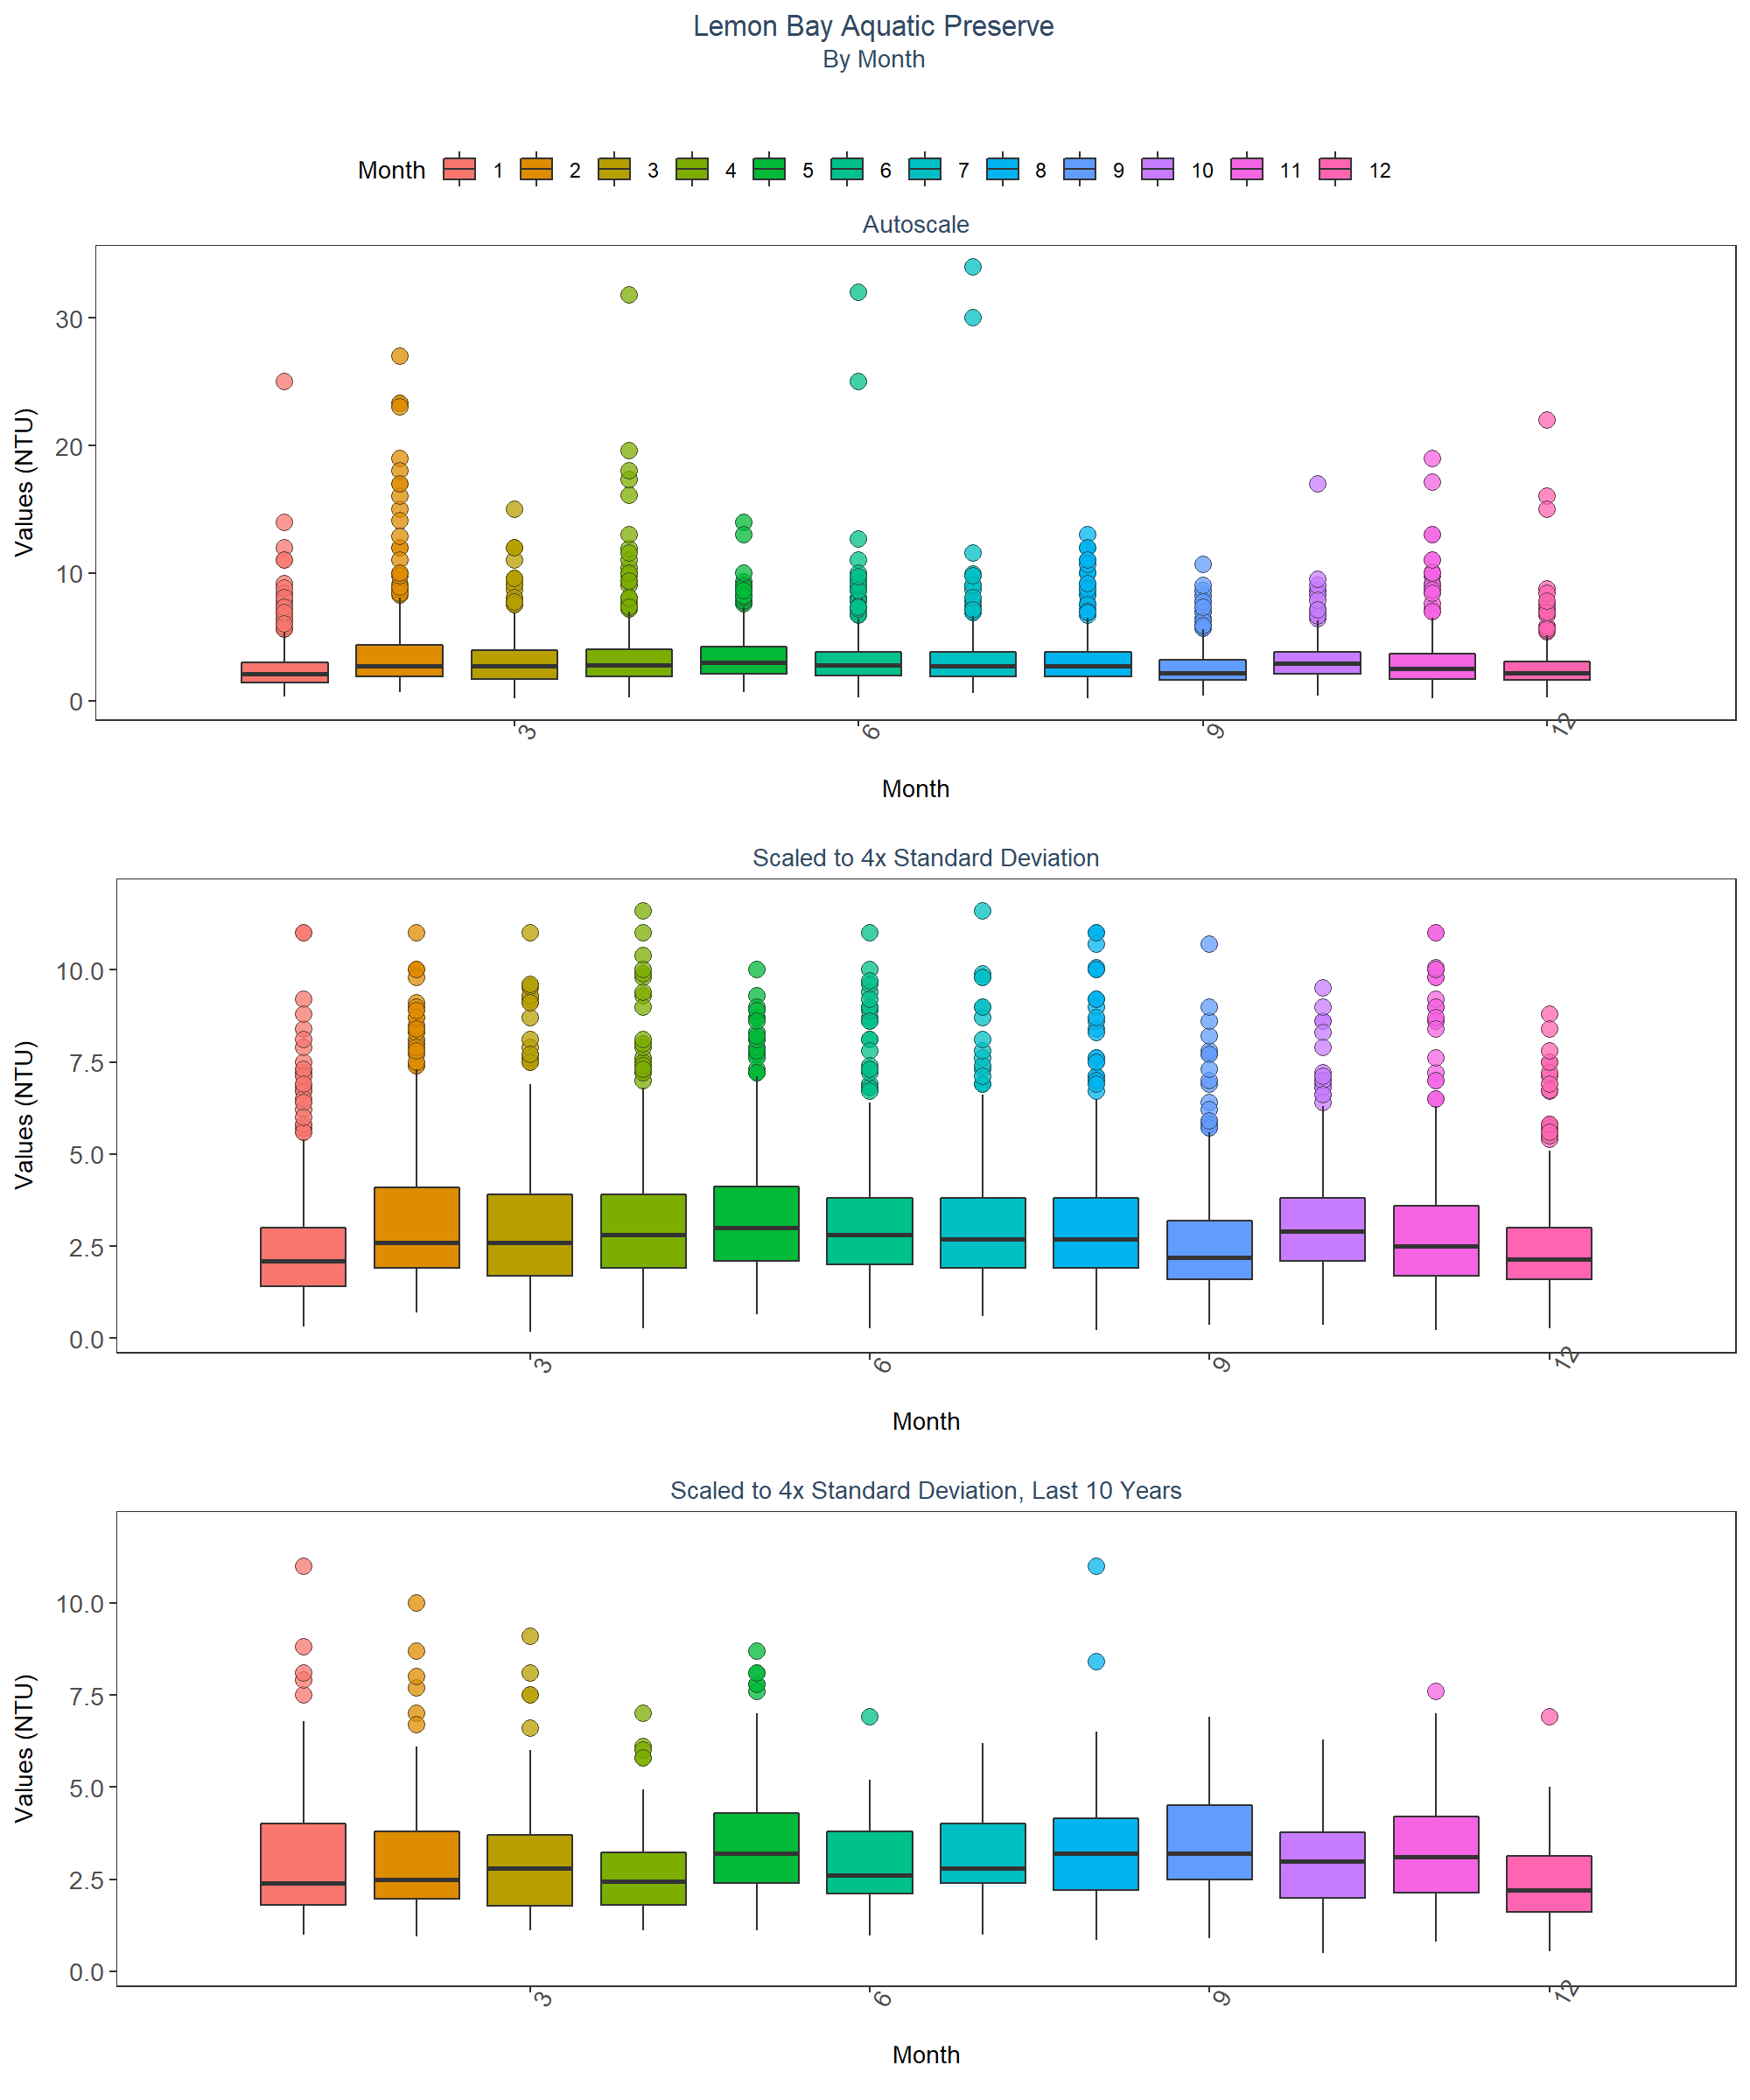 Lemon Bay Aquatic Preserve
By Month
Month 1 2 3 4 5 6 7 8 9 10 11 12
Autoscale
Values (NTU)
30
20
10
0
3 6 9 12
Month
Scaled to 4x Standard Deviation
Values (NTU)
10.0
7.5
5.0
2.5
0.0
3 6 9 12
Month
Scaled to 4x Standard Deviation, Last 10 Years
Values (NTU)
10.0
7.5
5.0
2.5
0.0
3 6 9 12
Month